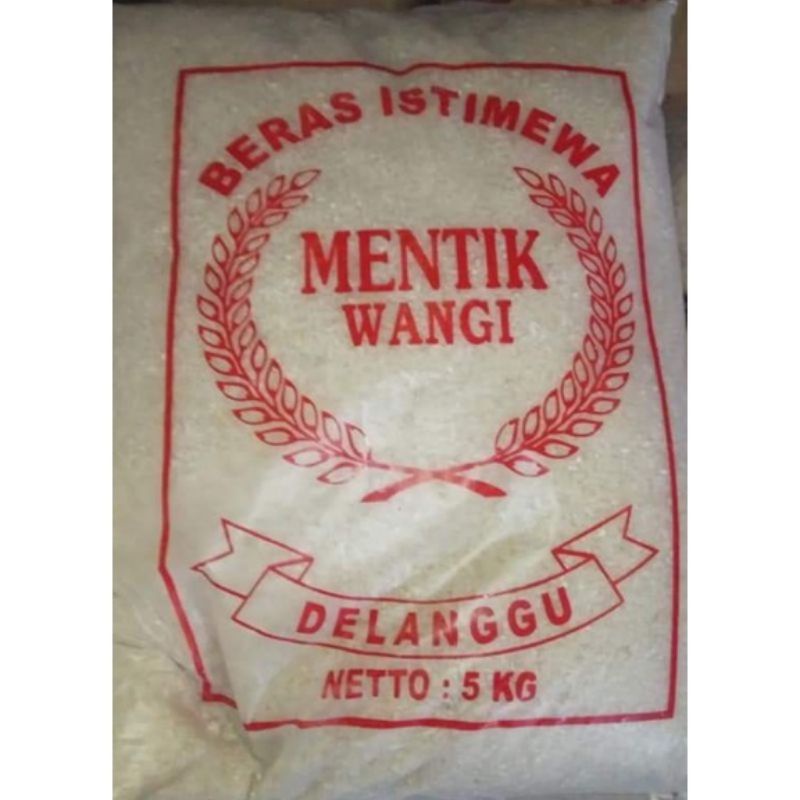 BERAS ISTIMEWA
MENTIK
WANGI
DELANGGU
NETTO : 5 KG